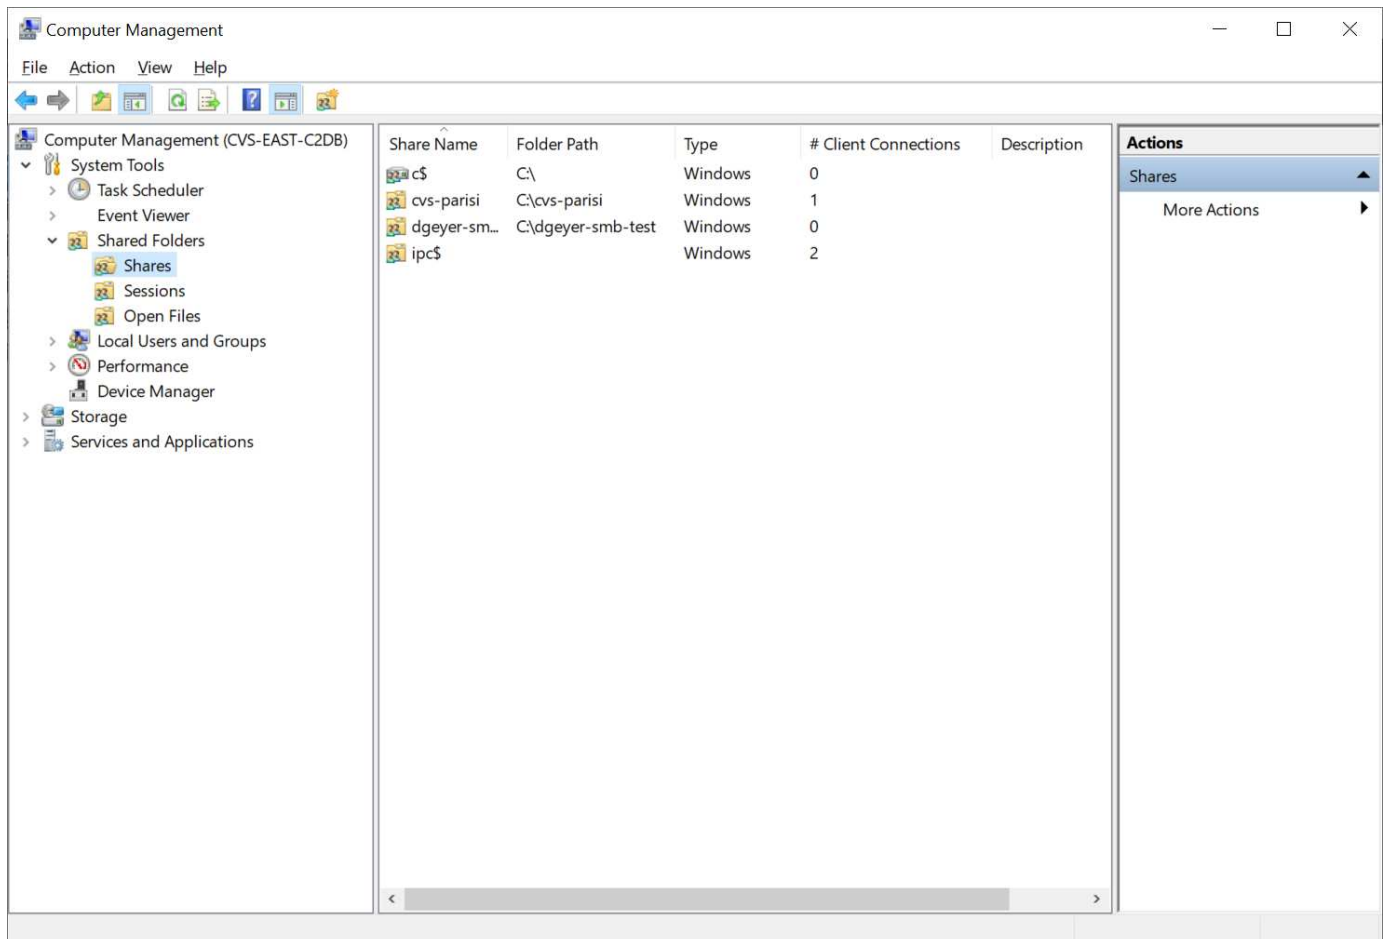 Computer Management
File Action View Help
Computer Management (CVS-EAST-C2DB)
System Tools
Task Scheduler
Event Viewer
Shared Folders
Shares
Sessions
Open Files
Local Users and Groups
Performance
Device Manager
Storage
Services and Applications
Share Name Folder Path Type # Client Connections Description
c$ C:\ Windows 0
cvs-parisi C:\cvs-parisi Windows 1
dgeyer-sm... C:\dgeyer-smb-test Windows 0
ipc$ Windows 2
Actions
Shares
More Actions